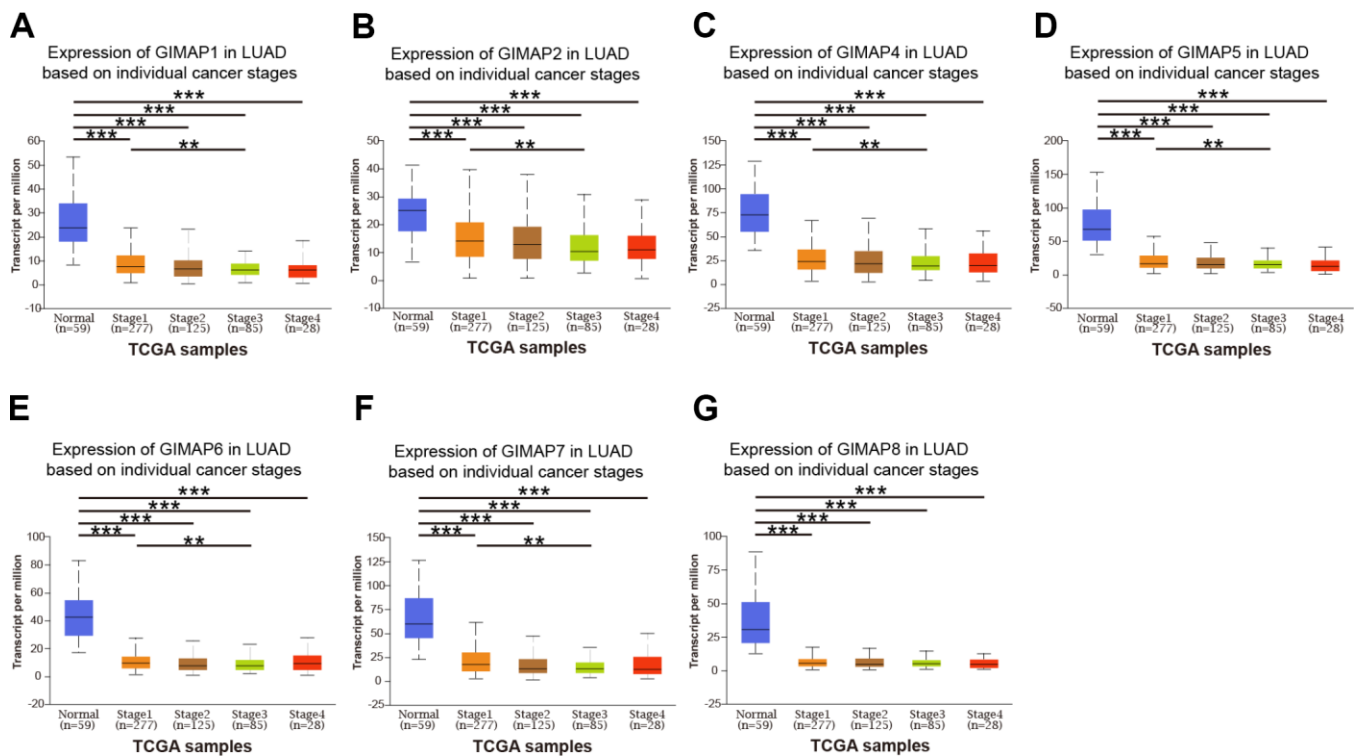 A
Expression of GIMAP1 in LUAD
based on individual cancer stages
***
***
***
***
**
Transcript per million
60
50
40
30
20
10
0
-10
Normal
(n=59)
Stage1
(n=277)
Stage2
(n=125)
Stage3
(n=85)
Stage4
(n=28)
TCGA samples
B
Expression of GIMAP2 in LUAD
based on individual cancer stages
***
***
***
***
**
Transcript per million
50
40
30
20
10
0
-10
Normal
(n=59)
Stage1
(n=277)
Stage2
(n=125)
Stage3
(n=85)
Stage4
(n=28)
TCGA samples
C
Expression of GIMAP4 in LUAD
based on individual cancer stages
***
***
***
***
**
Transcript per million
150
125
100
75
50
25
0
-25
Normal
(n=59)
Stage1
(n=277)
Stage2
(n=125)
Stage3
(n=85)
Stage4
(n=28)
TCGA samples
D
Expression of GIMAP5 in LUAD
based on individual cancer stages
***
***
***
***
**
Transcript per million
200
150
100
50
0
-50
Normal
(n=59)
Stage1
(n=277)
Stage2
(n=125)
Stage3
(n=85)
Stage4
(n=28)
TCGA samples
E
Expression of GIMAP6 in LUAD
based on individual cancer stages
***
***
***
***
**
Transcript per million
100
80
60
40
20
0
-20
Normal
(n=59)
Stage1
(n=277)
Stage2
(n=125)
Stage3
(n=85)
Stage4
(n=28)
TCGA samples
F
Expression of GIMAP7 in LUAD
based on individual cancer stages
***
***
***
***
**
Transcript per million
150
125
100
75
50
25
0
-25
Normal
(n=59)
Stage1
(n=277)
Stage2
(n=125)
Stage3
(n=85)
Stage4
(n=28)
TCGA samples
G
Expression of GIMAP8 in LUAD
based on individual cancer stages
***
***
***
***
Transcript per million
100
75
50
25
0
-25
Normal
(n=59)
Stage1
(n=277)
Stage2
(n=125)
Stage3
(n=85)
Stage4
(n=28)
TCGA samples